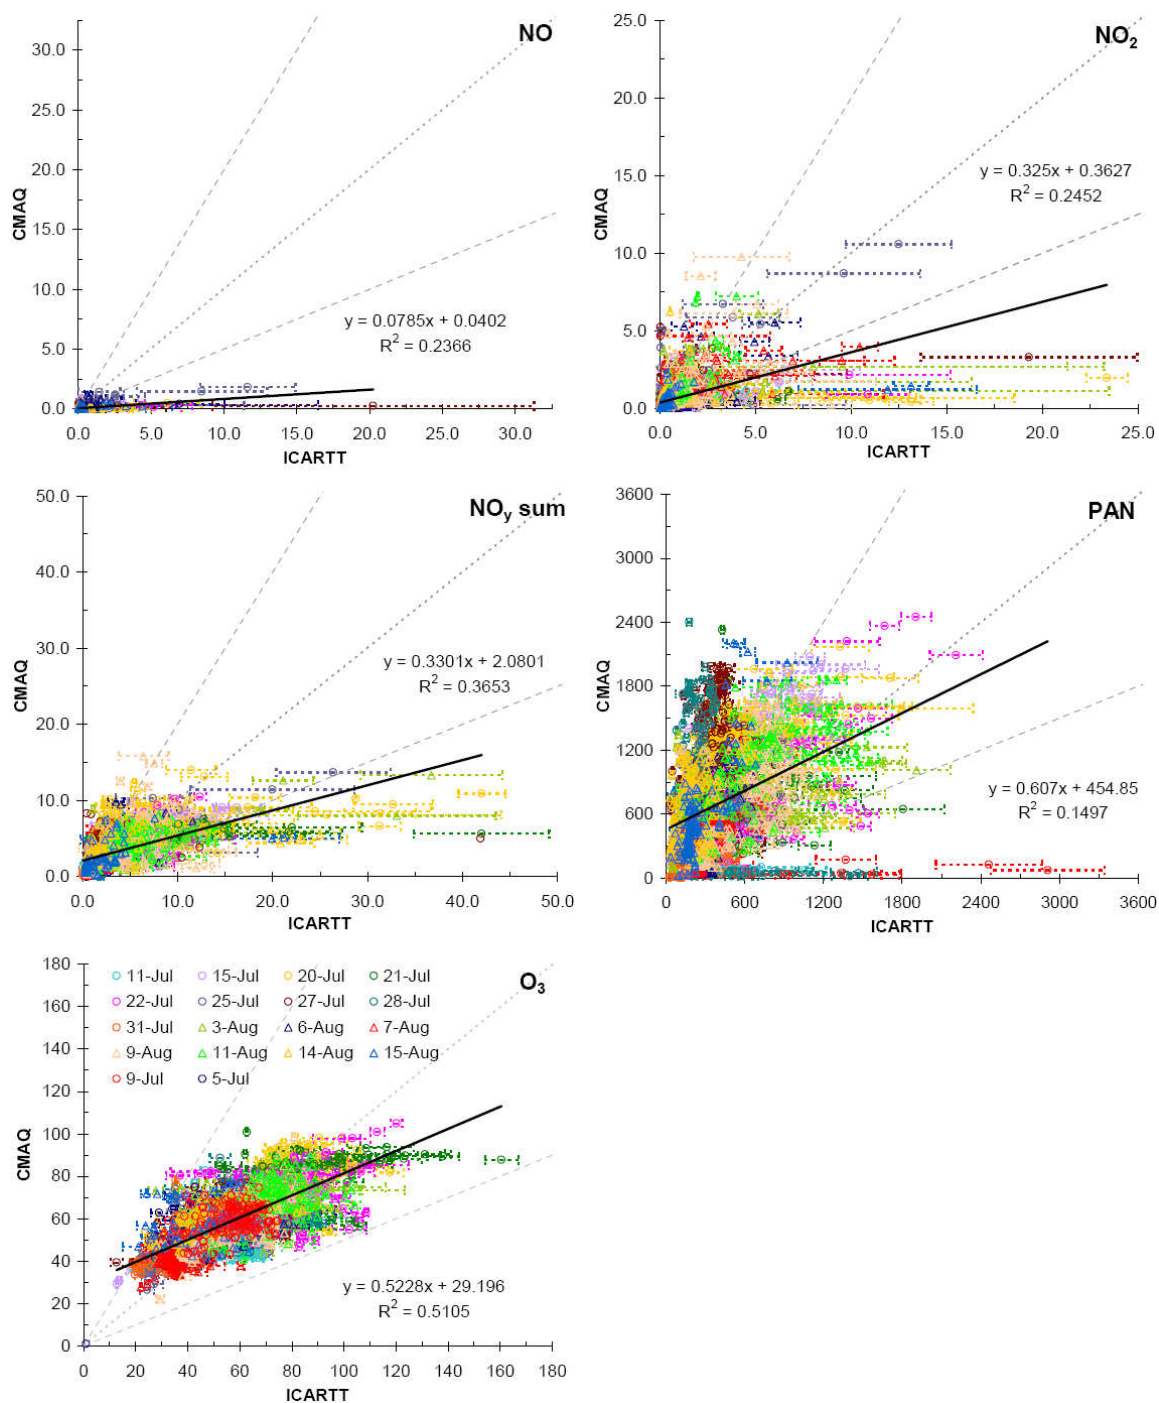 NO
30.0
25.0
20.0
15.0
10.0
5.0
0.0
CMAQ
y = 0.0785x + 0.0402
R² = 0.2366
0.0 5.0 10.0 15.0 20.0 25.0 30.0
ICARTT
NO₂
25.0
20.0
15.0
10.0
5.0
0.0
CMAQ
y = 0.325x + 0.3627
R² = 0.2452
0.0 5.0 10.0 15.0 20.0 25.0
ICARTT
NOy sum
50.0
40.0
30.0
20.0
10.0
0.0
CMAQ
y = 0.3301x + 2.0801
R² = 0.3653
0.0 10.0 20.0 30.0 40.0 50.0
ICARTT
PAN
3600
3000
2400
1800
1200
600
0
CMAQ
y = 0.607x + 454.85
R² = 0.1497
0 600 1200 1800 2400 3000 3600
ICARTT
O₃
180
160
140
120
100
80
60
40
20
0
CMAQ
11-Jul 15-Jul 20-Jul 21-Jul
22-Jul 25-Jul 27-Jul 28-Jul
31-Jul 3-Aug 6-Aug 7-Aug
9-Aug 11-Aug 14-Aug 15-Aug
9-Jul 5-Jul
y = 0.5228x + 29.196
R² = 0.5105
0 20 40 60 80 100 120 140 160 180
ICARTT